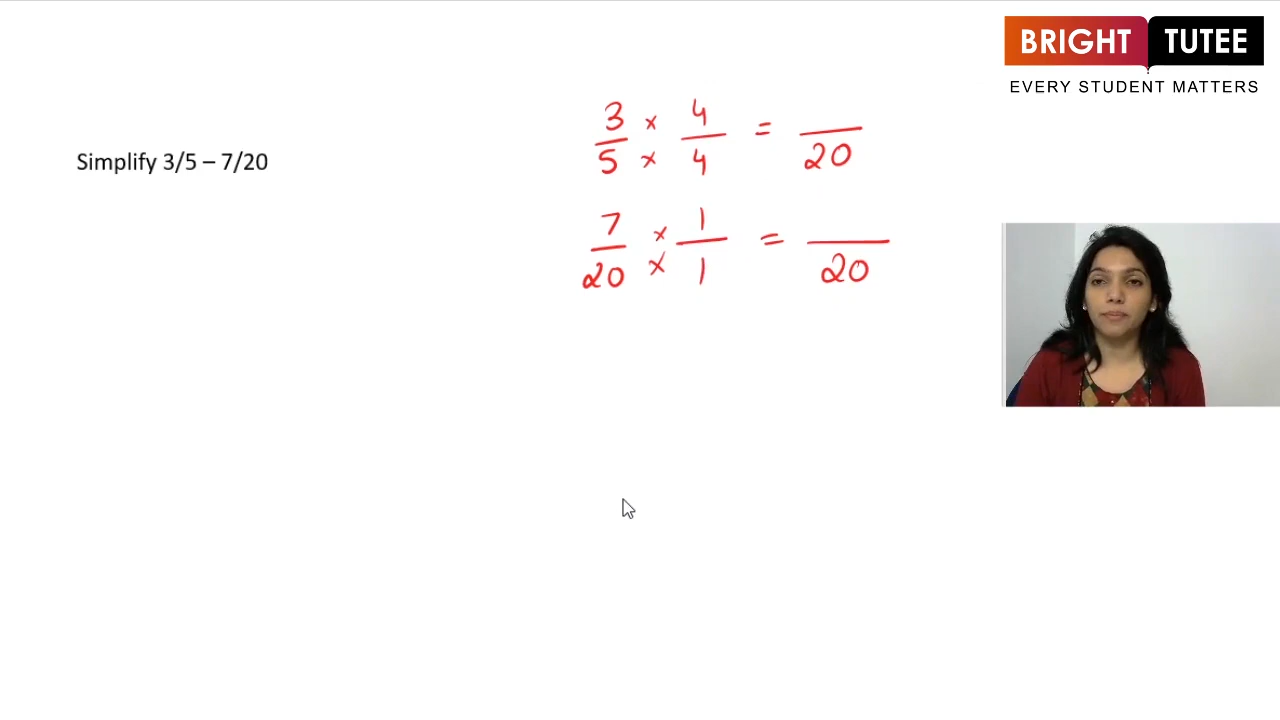 BRIGHT TUTEE
EVERY STUDENT MATTERS
Simplify 3/5 – 7/20
3/5 × × 4/4 = /20
7/20 × × 1/1 = /20